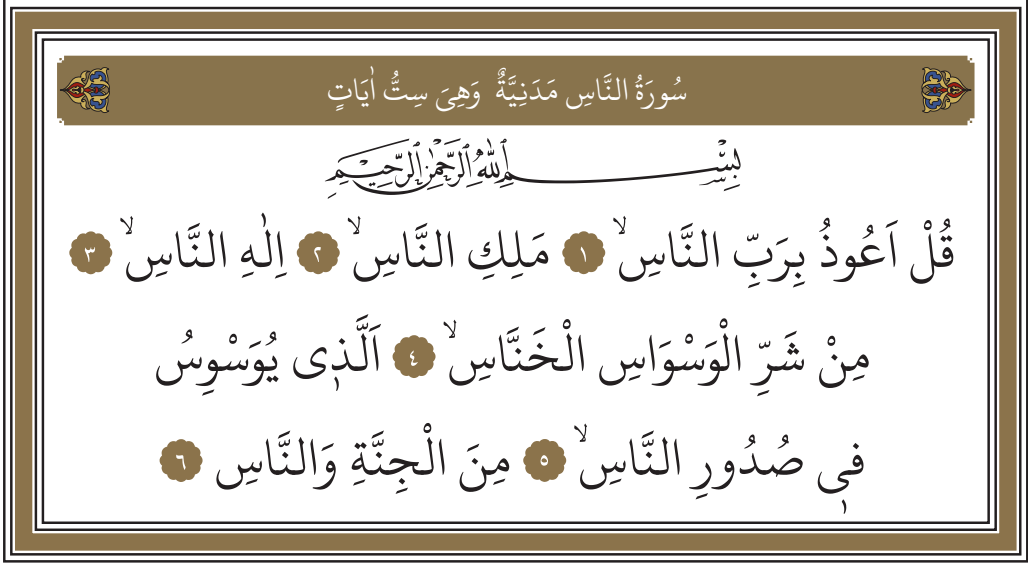 سُورَةُ النَّاسِ مَدَنِيَّةٌ وَهِىَ سِتُّ اٰيَاتٍ
بِسْمِ اللّٰهِ الرَّحْمٰنِ الرَّحِيمِ
قُلْ اَعُوذُ بِرَبِّ النَّاسِۙ ١ مَلِكِ النَّاسِۙ ٢ اِلٰهِ النَّاسِۙ ٣
مِنْ شَرِّ الْوَسْوَاسِ الْخَنَّاسِۙ ٤ اَلَّذٖى يُوَسْوِسُ
فٖى صُدُورِ النَّاسِۙ ٥ مِنَ الْجِنَّةِ وَالنَّاسِ ٦